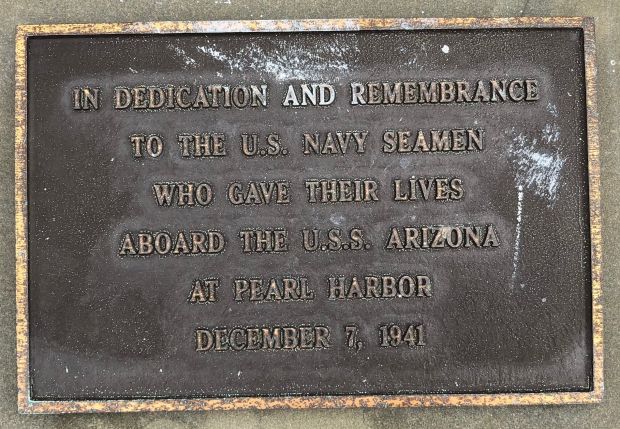 IN DEDICATION AND REMEMBRANCE
TO THE U.S. NAVY SEAMEN
WHO GAVE THEIR LIVES
ABOARD THE U.S.S. ARIZONA
AT PEARL HARBOR
DECEMBER 7, 1941